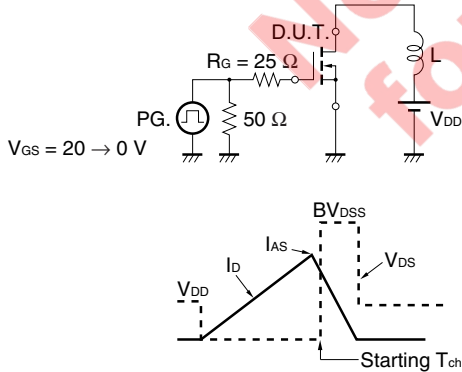 D.U.T.
RG = 25 Ω
L
PG.
50 Ω
VDD
VGS = 20 → 0 V
BVDSS
IAS
ID
VDS
VDD
Starting Tch